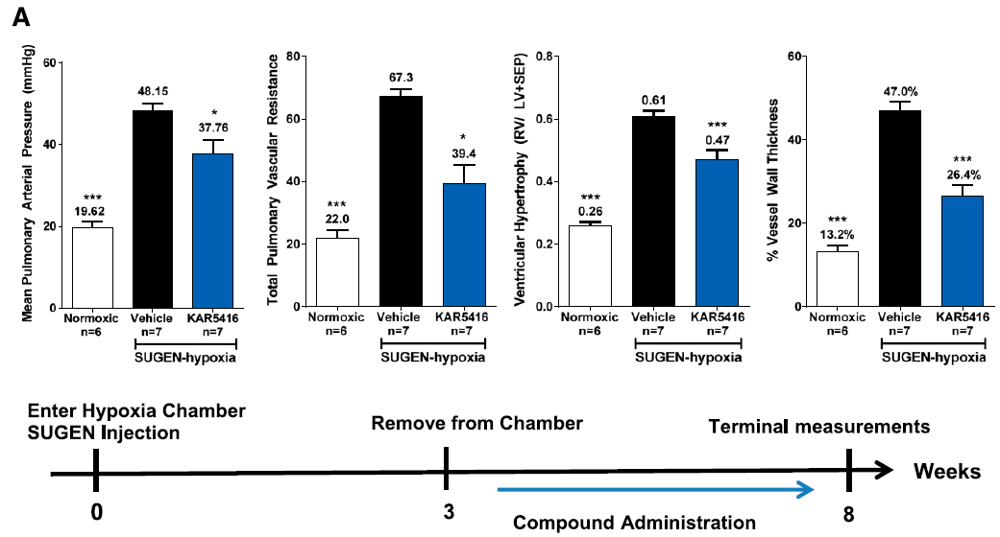 A
Mean Pulmonary Arterial Pressure (mmHg)
60
40
20
0
***
19.62
48.15
*
37.76
Normoxic
n=6
Vehicle
n=7
KAR5416
n=7
SUGEN-hypoxia
Total Pulmonary Vascular Resistance
80
60
40
20
0
***
22.0
67.3
*
39.4
Normoxic
n=6
Vehicle
n=7
KAR5416
n=7
SUGEN-hypoxia
Ventricular Hypertrophy (RV/ LV+SEP)
0.8
0.6
0.4
0.2
0.0
***
0.26
0.61
***
0.47
Normoxic
n=6
Vehicle
n=7
KAR5416
n=7
SUGEN-hypoxia
% Vessel Wall Thickness
60
40
20
0
***
13.2%
47.0%
***
26.4%
Normoxic
n=6
Vehicle
n=7
KAR5416
n=7
SUGEN-hypoxia
Enter Hypoxia Chamber
SUGEN Injection
Remove from Chamber
Terminal measurements
Weeks
0
3
8
Compound Administration